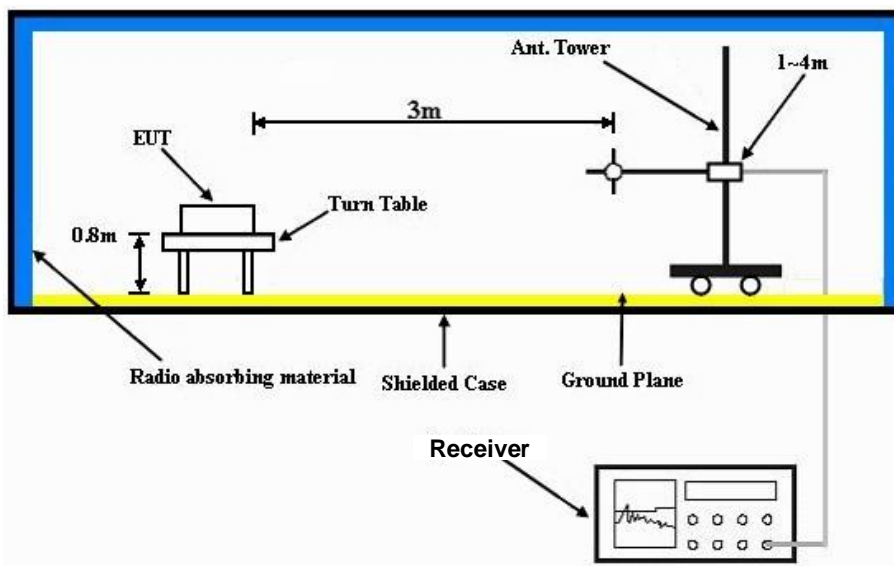 Ant. Tower
1~4m
3m
EUT
Turn Table
0.8m
Radio absorbing material
Shielded Case
Ground Plane
Receiver